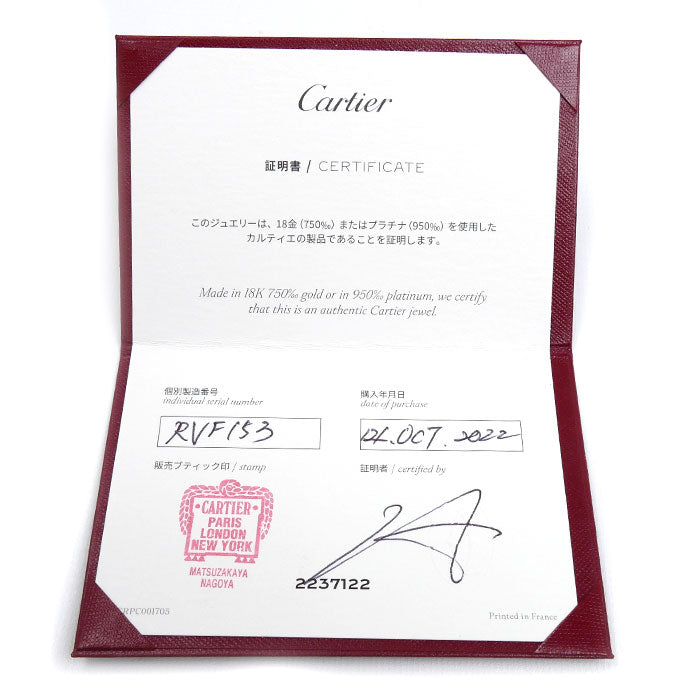 Cartier
証明書 / CERTIFICATE
このジュエリーは、18金（750‰）またはプラチナ（950‰）を使用した
カルティエの製品であることを証明します。
Made in 18K 750‰ gold or in 950‰ platinum, we certify
that this is an authentic Cartier jewel.
個別製造番号
individual serial number
RVF153
購入年月日
date of purchase
OCT. 2022
販売ブティック印 / stamp
証明者 / certified by
CARTIER
PARIS
LONDON
NEW YORK
MATSUZAKAYA
NAGOYA
2237122
CRPC001705
Printed in France